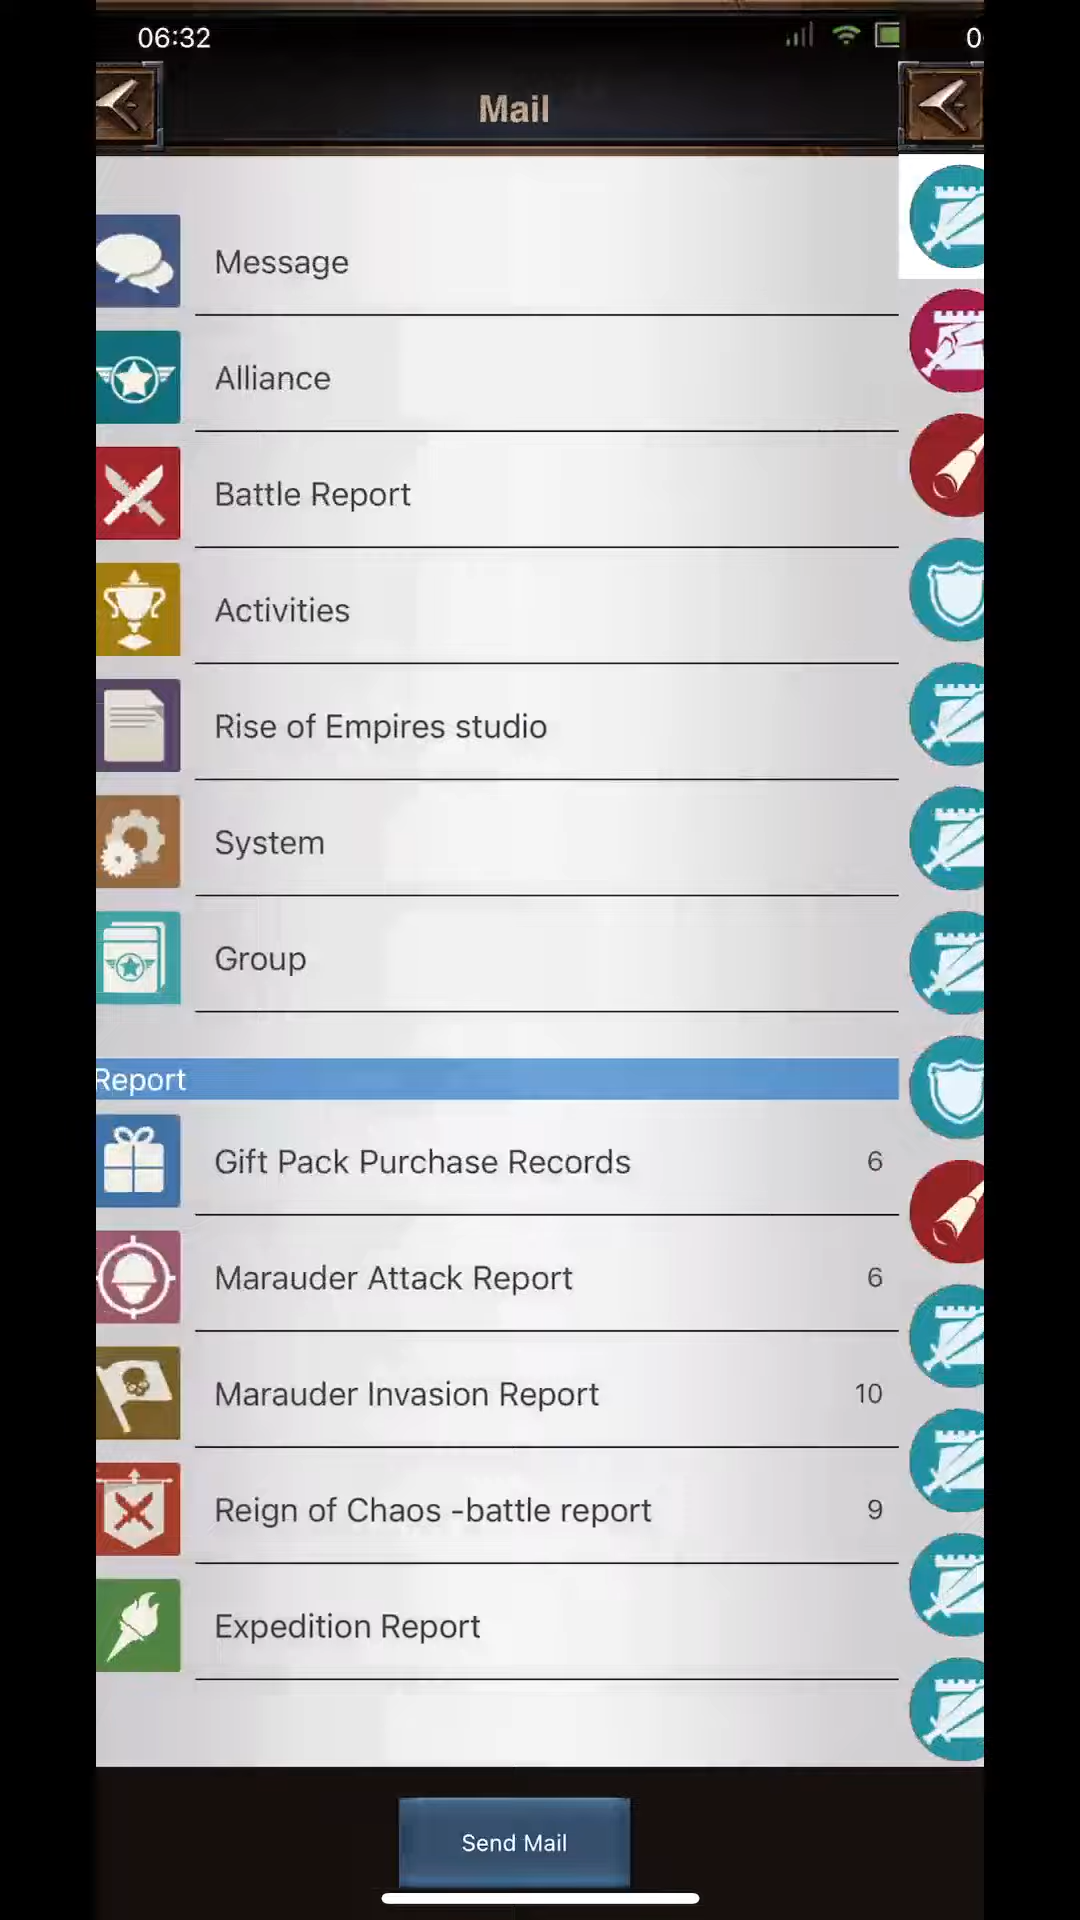 06:32
Mail
Message
Alliance
Battle Report
Activities
Rise of Empires studio
System
Group
Report
Gift Pack Purchase Records 6
Marauder Attack Report 6
Marauder Invasion Report 10
Reign of Chaos -battle report 9
Expedition Report
Send Mail